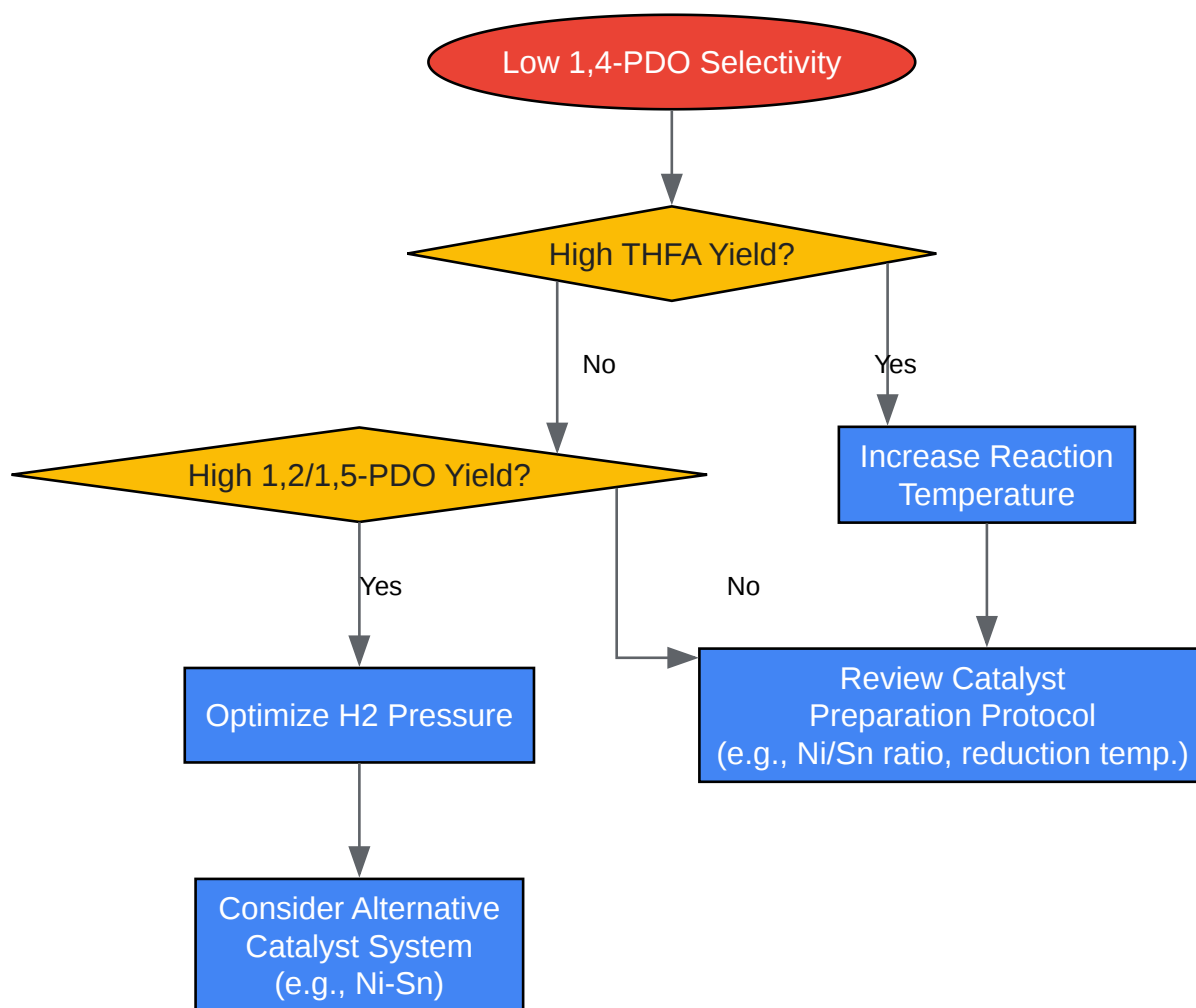 Low 1,4-PDO Selectivity
High THFA Yield?
No
Yes
High 1,2/1,5-PDO Yield?
Increase Reaction
Temperature
Yes
No
Optimize H2 Pressure
Review Catalyst
Preparation Protocol
(e.g., Ni/Sn ratio, reduction temp.)
Consider Alternative
Catalyst System
(e.g., Ni-Sn)